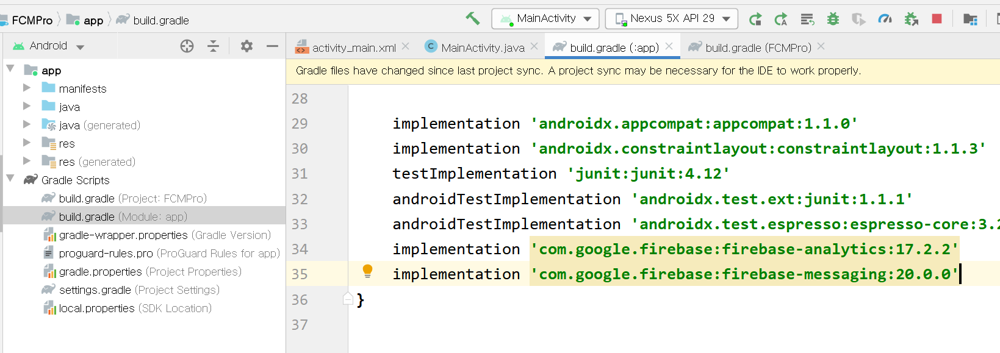 FCMPro app build.gradle MainActivity Nexus 5X API 29
Android
activity_main.xml MainActivity.java build.gradle (:app) build.gradle (FCMPro)
Gradle files have changed since last project sync. A project sync may be necessary for the IDE to work properly.
app
manifests
java
java (generated)
res
res (generated)
Gradle Scripts
build.gradle (Project: FCMPro)
build.gradle (Module: app)
gradle-wrapper.properties (Gradle Version)
proguard-rules.pro (ProGuard Rules for app)
gradle.properties (Project Properties)
settings.gradle (Project Settings)
local.properties (SDK Location)
28
29 implementation 'androidx.appcompat:appcompat:1.1.0'
30 implementation 'androidx.constraintlayout:constraintlayout:1.1.3'
31 testImplementation 'junit:junit:4.12'
32 androidTestImplementation 'androidx.test.ext:junit:1.1.1'
33 androidTestImplementation 'androidx.test.espresso:espresso-core:3.2
34 implementation 'com.google.firebase:firebase-analytics:17.2.2'
35 implementation 'com.google.firebase:firebase-messaging:20.0.0'
36 }
37